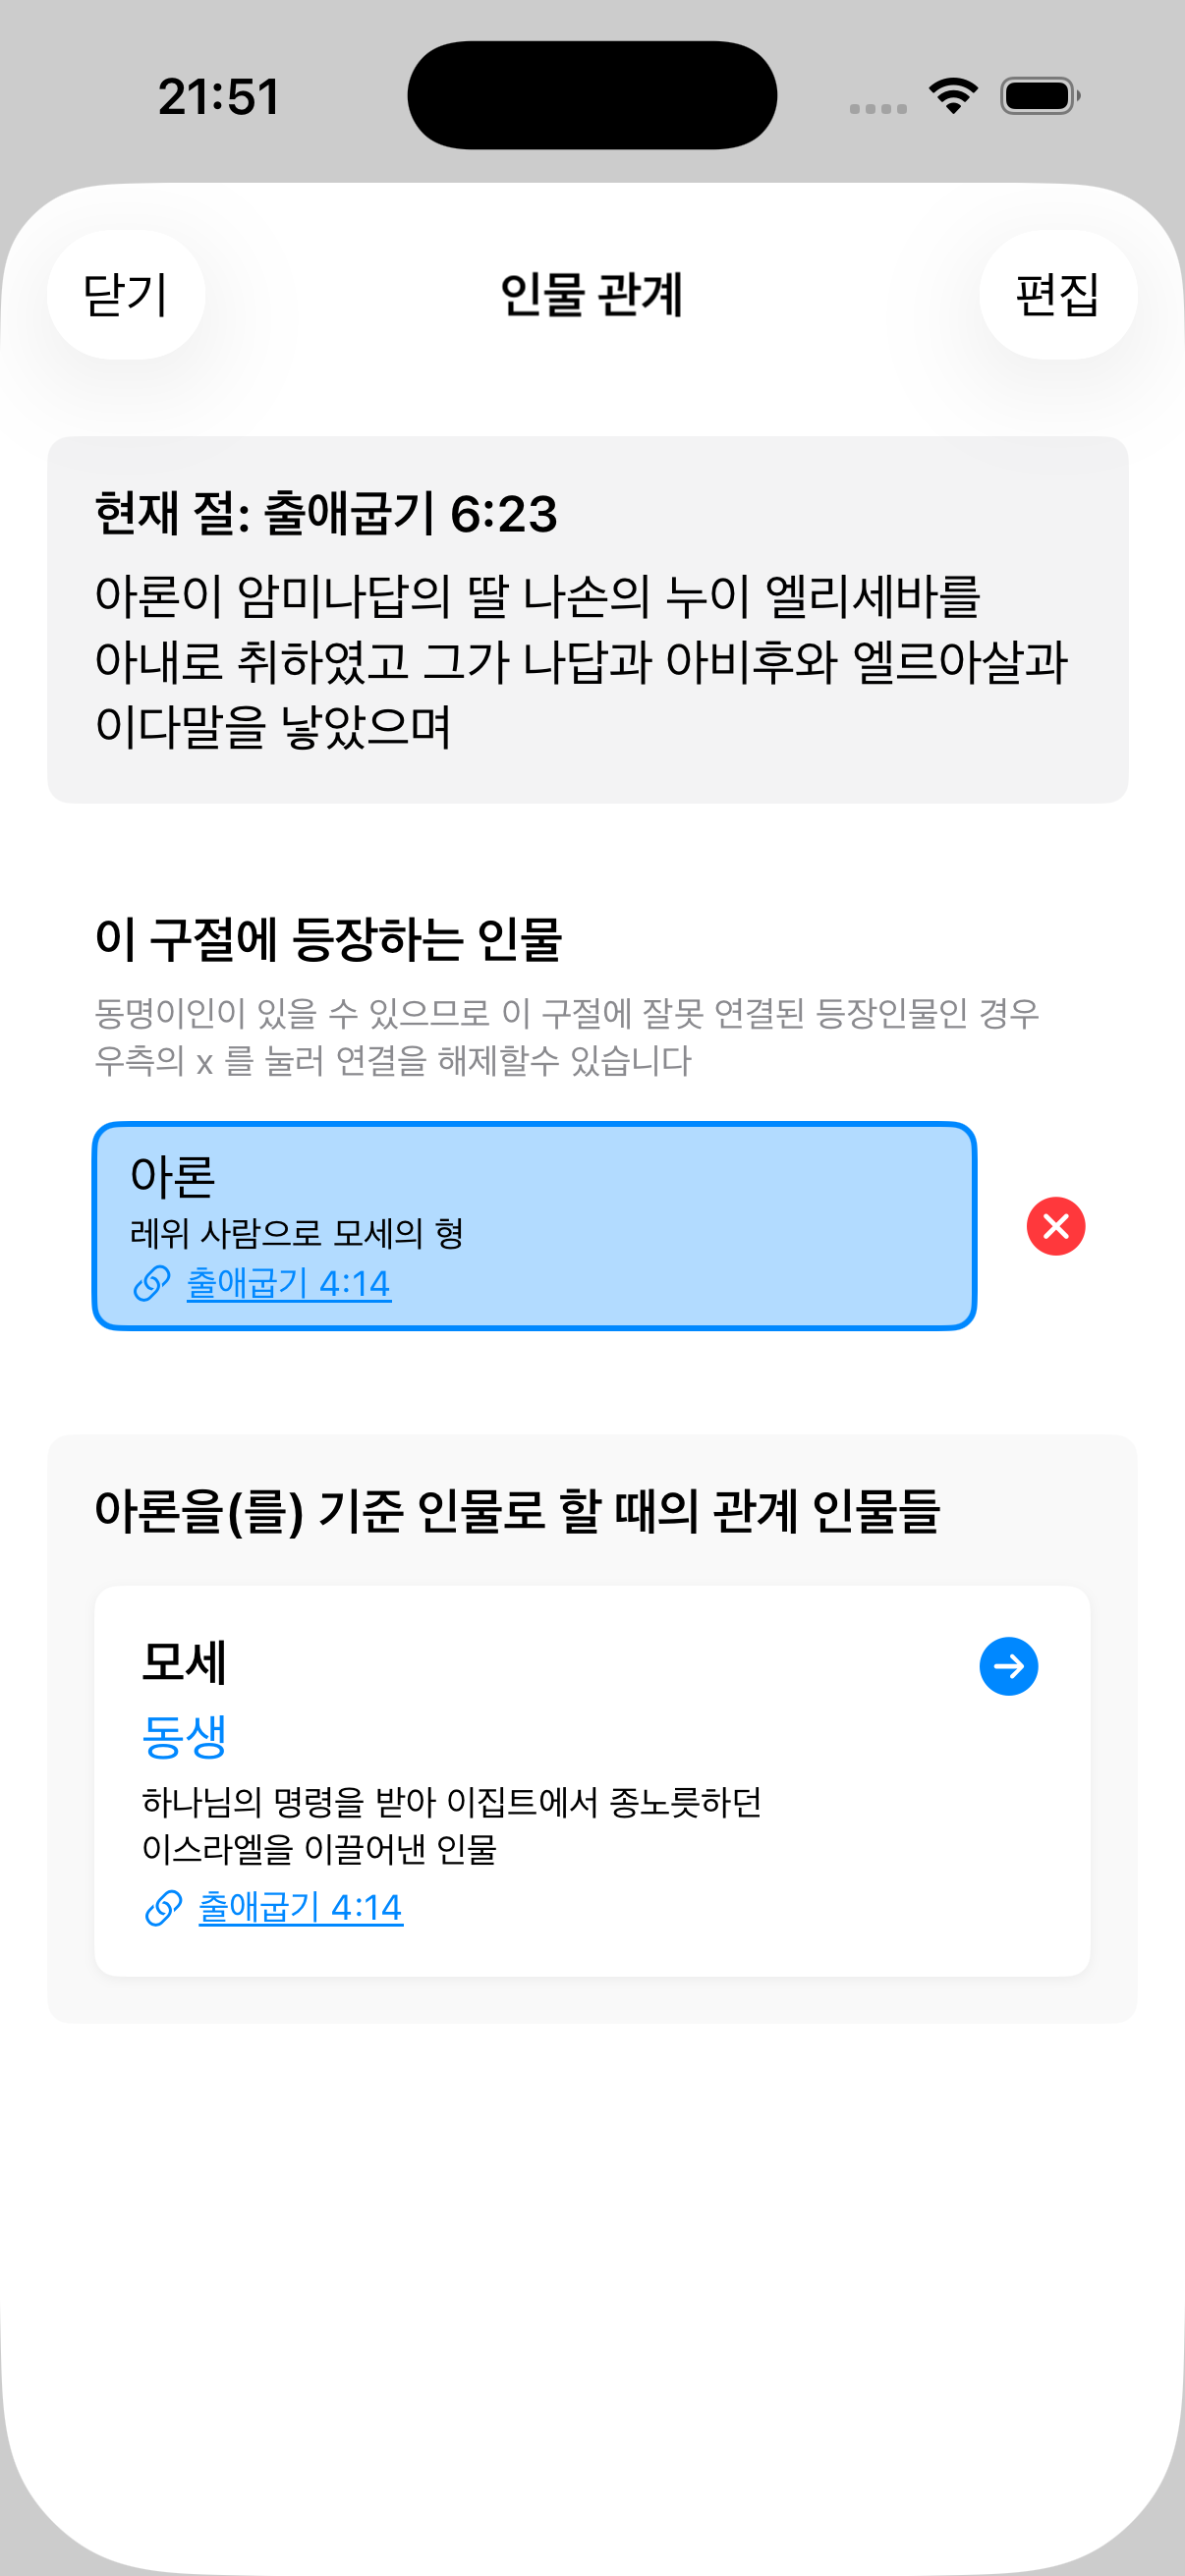 21:51
닫기
인물 관계
편집
현재 절: 출애굽기 6:23
아론이 암미나답의 딸 나손의 누이 엘리세바를
아내로 취하였고 그가 나답과 아비후와 엘르아살과
이다말을 낳았으며
이 구절에 등장하는 인물
동명이인이 있을 수 있으므로 이 구절에 잘못 연결된 등장인물인 경우
우측의 x 를 눌러 연결을 해제할수 있습니다
아론
레위 사람으로 모세의 형
출애굽기 4:14
아론을(를) 기준 인물로 할 때의 관계 인물들
모세
동생
하나님의 명령을 받아 이집트에서 종노릇하던
이스라엘을 이끌어낸 인물
출애굽기 4:14